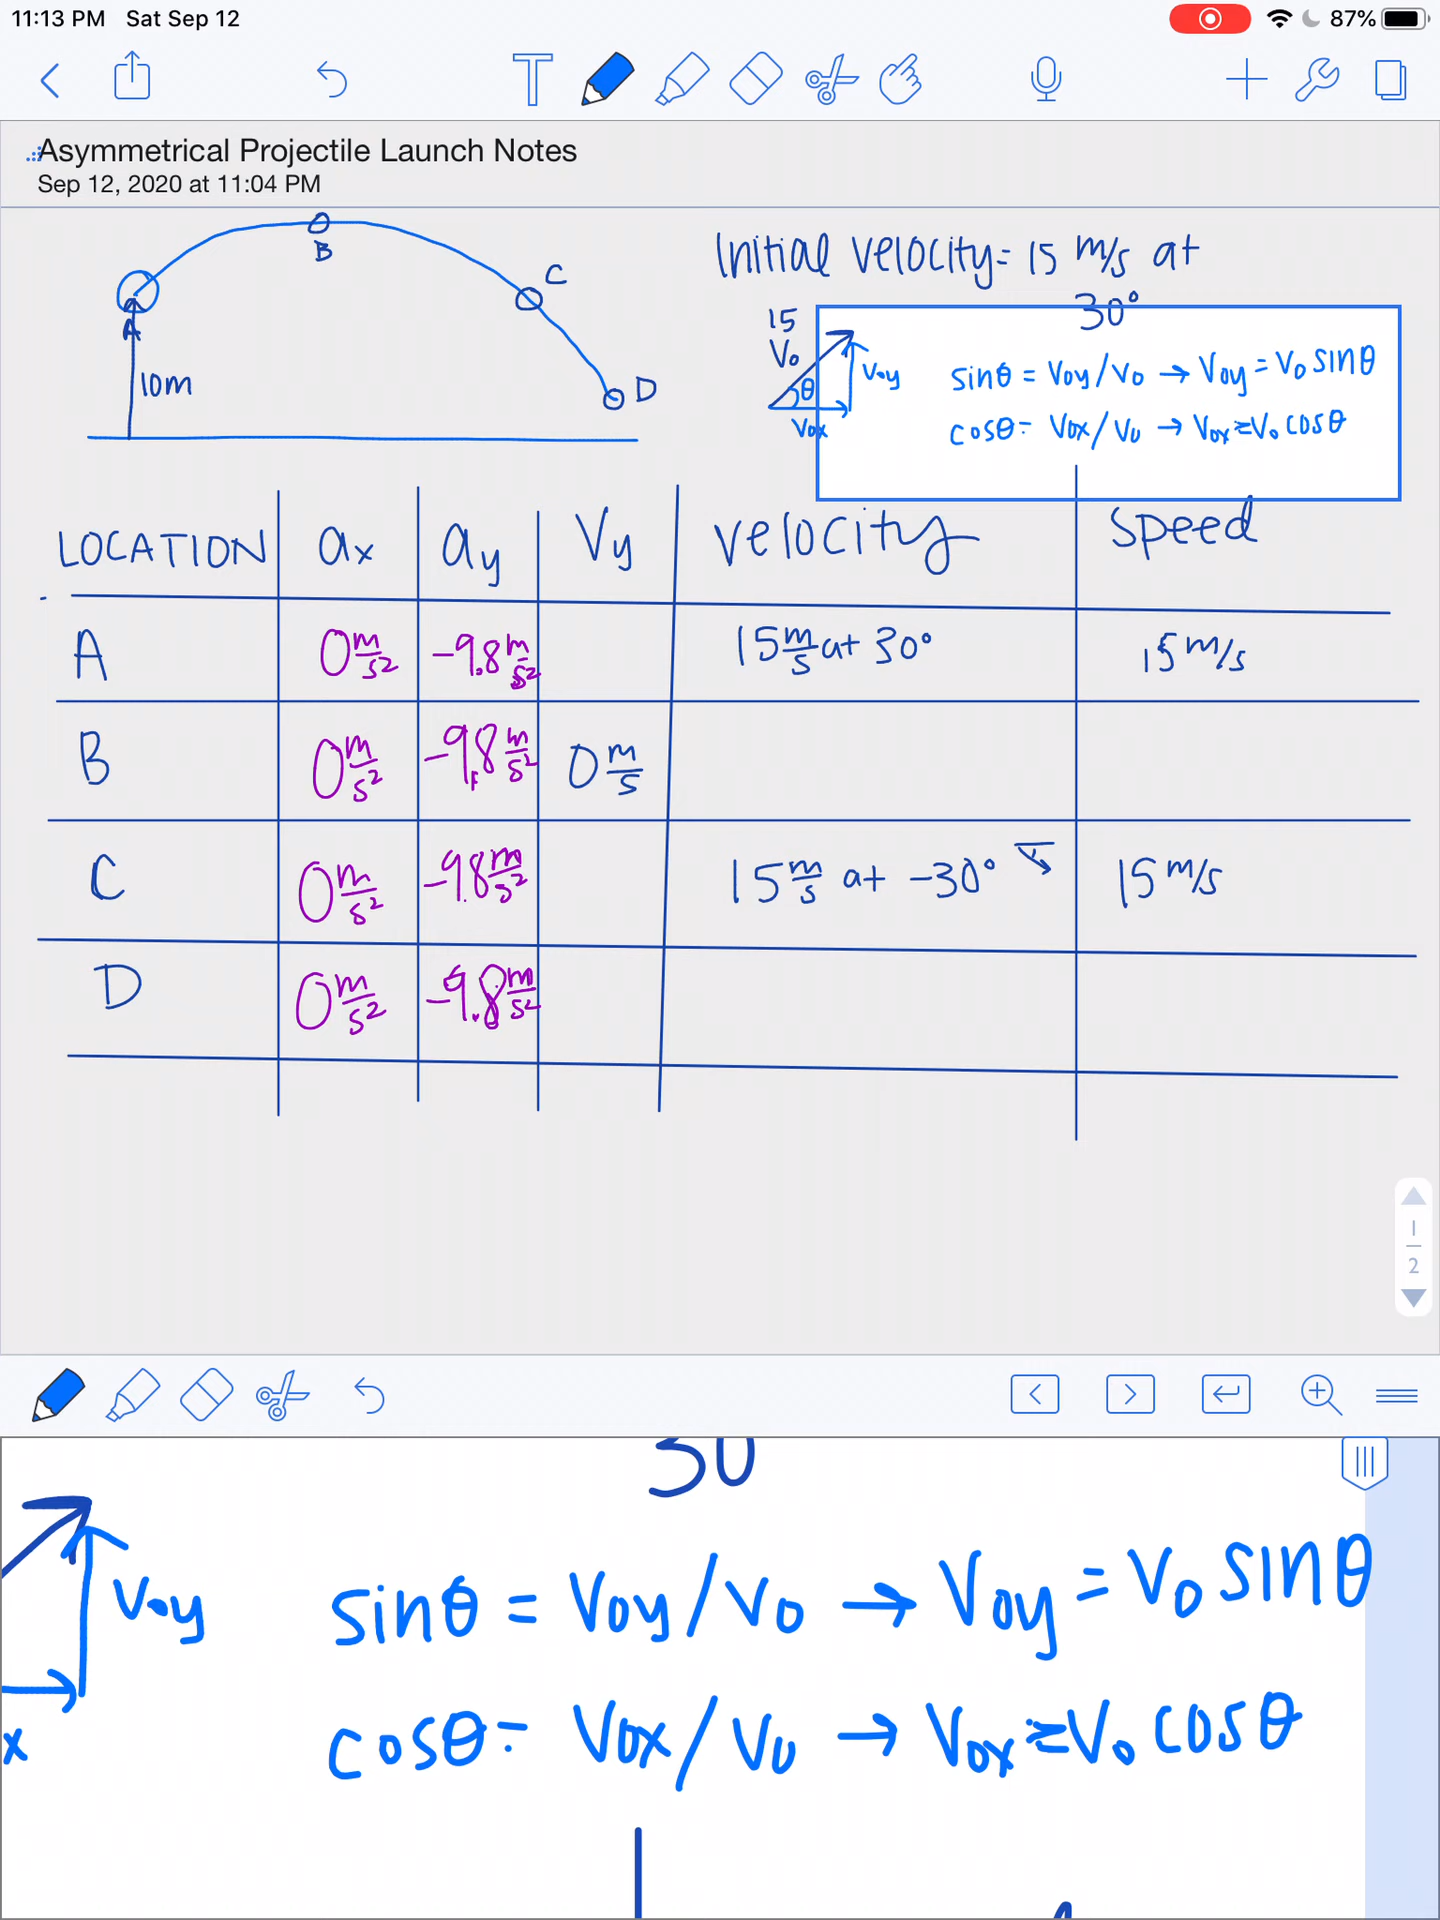 11:13 PM Sat Sep 12 87%
T
Asymmetrical Projectile Launch Notes
Sep 12, 2020 at 11:04 PM
B
C
A
10m
D
Initial velocity= 15 m/s at
30°
15
Vo
θ
Voy
Vox
sinθ = Voy/Vo → Voy = Vo sinθ
cosθ= Vox/Vo → Vox = Vo cosθ
LOCATION ax ay Vy velocity speed
A 0 m/s² -9.8 m/s² 15 m/s at 30° 15 m/s
B 0 m/s² -9.8 m/s² 0 m/s
C 0 m/s² -9.8 m/s² 15 m/s at -30° 15 m/s
D 0 m/s² -9.8 m/s²
1
2
30
Voy
x
sinθ = Voy/Vo → Voy = Vo sinθ
cosθ= Vox/Vo → Vox = Vo cosθ